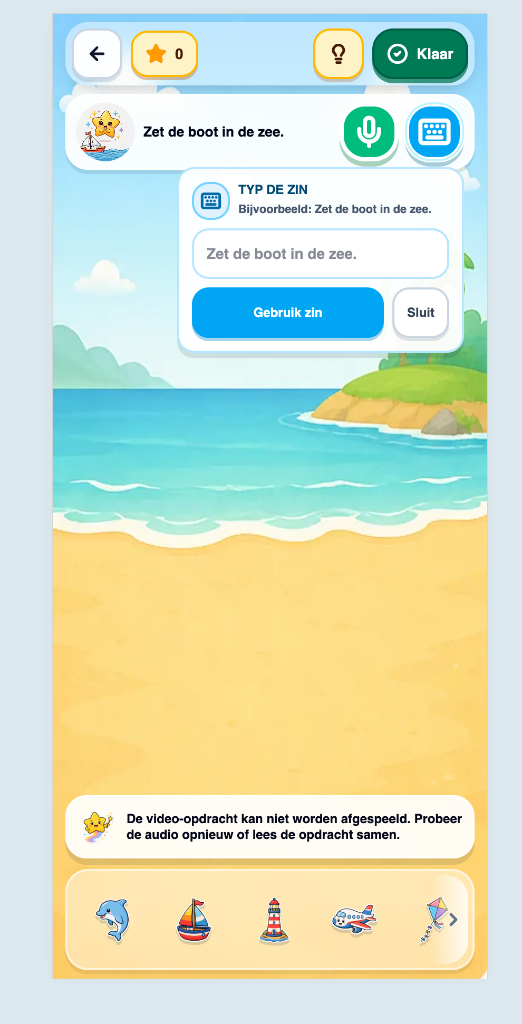 0
Klaar
Zet de boot in de zee.
TYP DE ZIN
Bijvoorbeeld: Zet de boot in de zee.
Zet de boot in de zee.
Gebruik zin
Sluit
De video-opdracht kan niet worden afgespeeld. Probeer
de audio opnieuw of lees de opdracht samen.